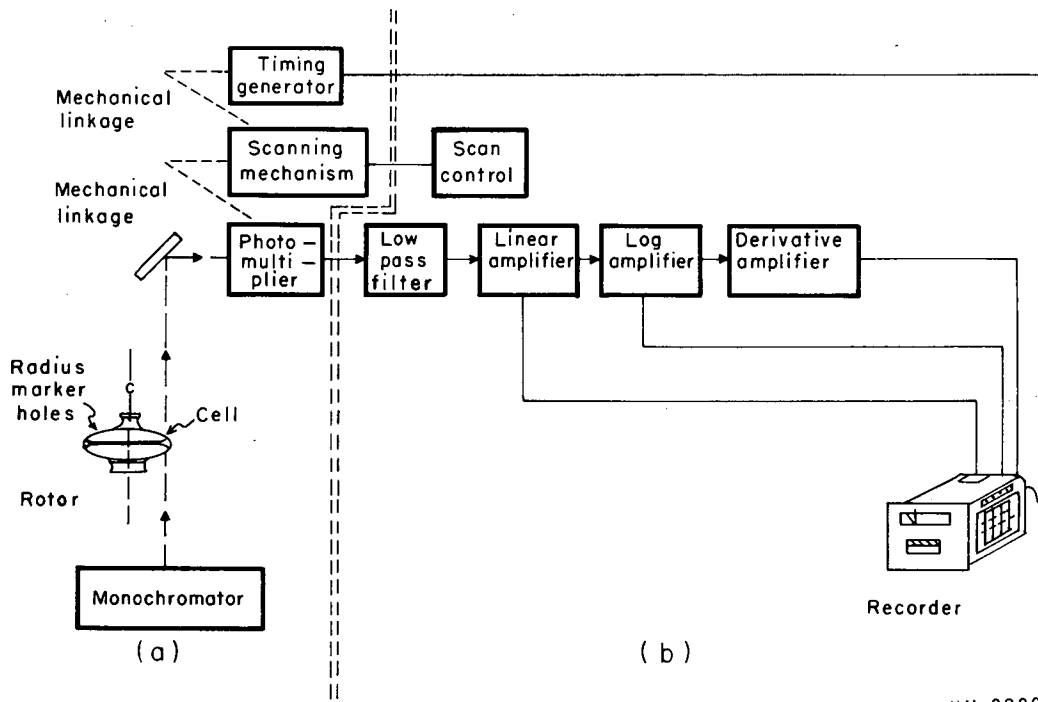 Timing
generator
Mechanical
linkage
Scanning
mechanism
Scan
control
Mechanical
linkage
Photo-
multi-
plier
Low
pass
filter
Linear
amplifier
Log
amplifier
Derivative
amplifier
Radius
marker
holes
C
Cell
Rotor
Monochromator
Recorder
(a)
(b)